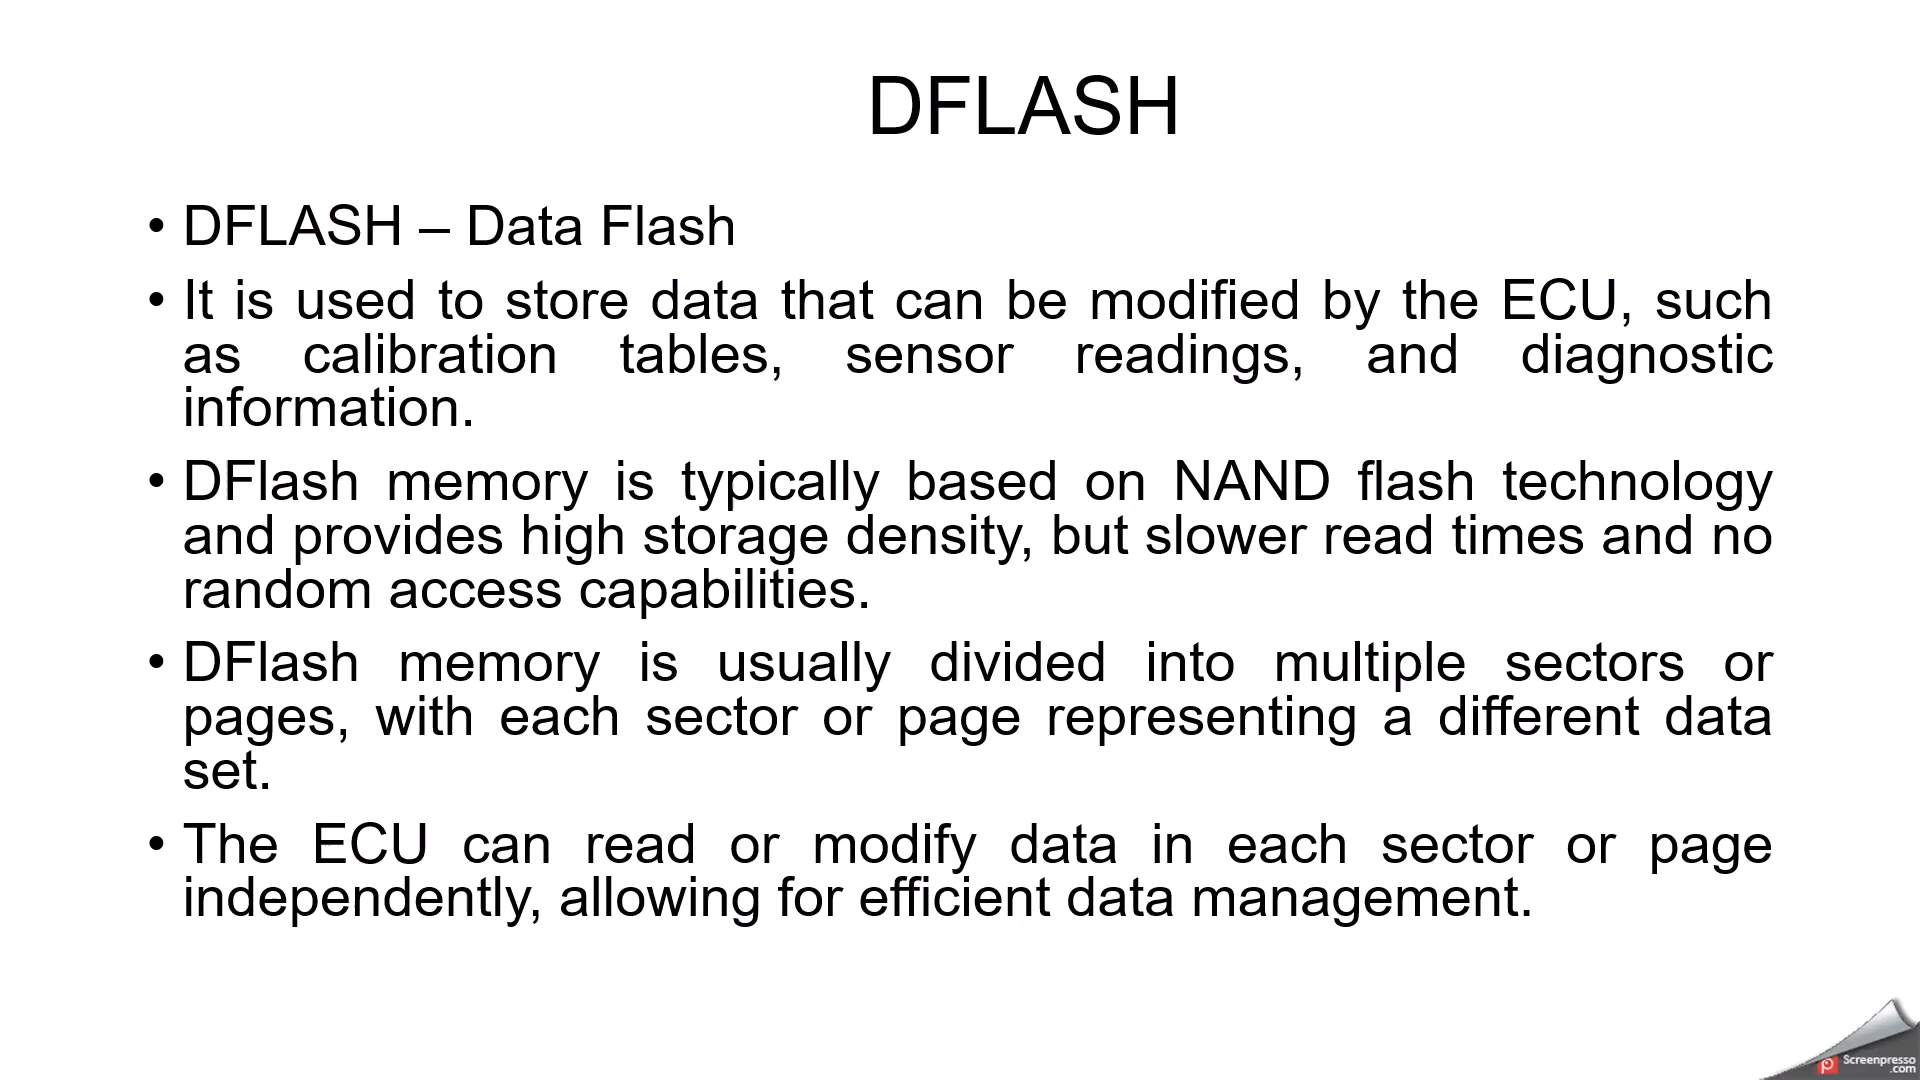 DFLASH
• DFLASH – Data Flash
• It is used to store data that can be modified by the ECU, such
as calibration tables, sensor readings, and diagnostic
information.
• DFlash memory is typically based on NAND flash technology
and provides high storage density, but slower read times and no
random access capabilities.
• DFlash memory is usually divided into multiple sectors or
pages, with each sector or page representing a different data
set.
• The ECU can read or modify data in each sector or page
independently, allowing for efficient data management.
Screenpresso
.com